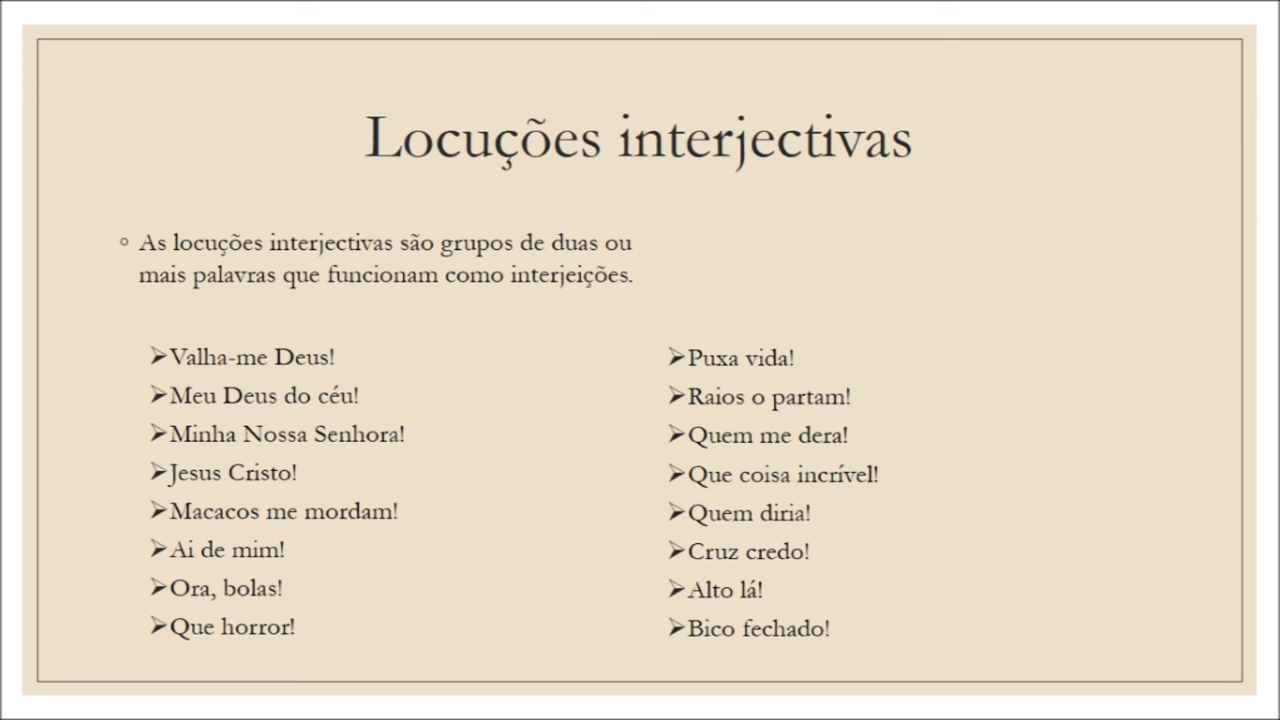 Locuções interjectivas
◦ As locuções interjectivas são grupos de duas ou
mais palavras que funcionam como interjeições.
➢Valha-me Deus!
➢Meu Deus do céu!
➢Minha Nossa Senhora!
➢Jesus Cristo!
➢Macacos me mordam!
➢Ai de mim!
➢Ora, bolas!
➢Que horror!
➢Puxa vida!
➢Raios o partam!
➢Quem me dera!
➢Que coisa incrível!
➢Quem diria!
➢Cruz credo!
➢Alto lá!
➢Bico fechado!